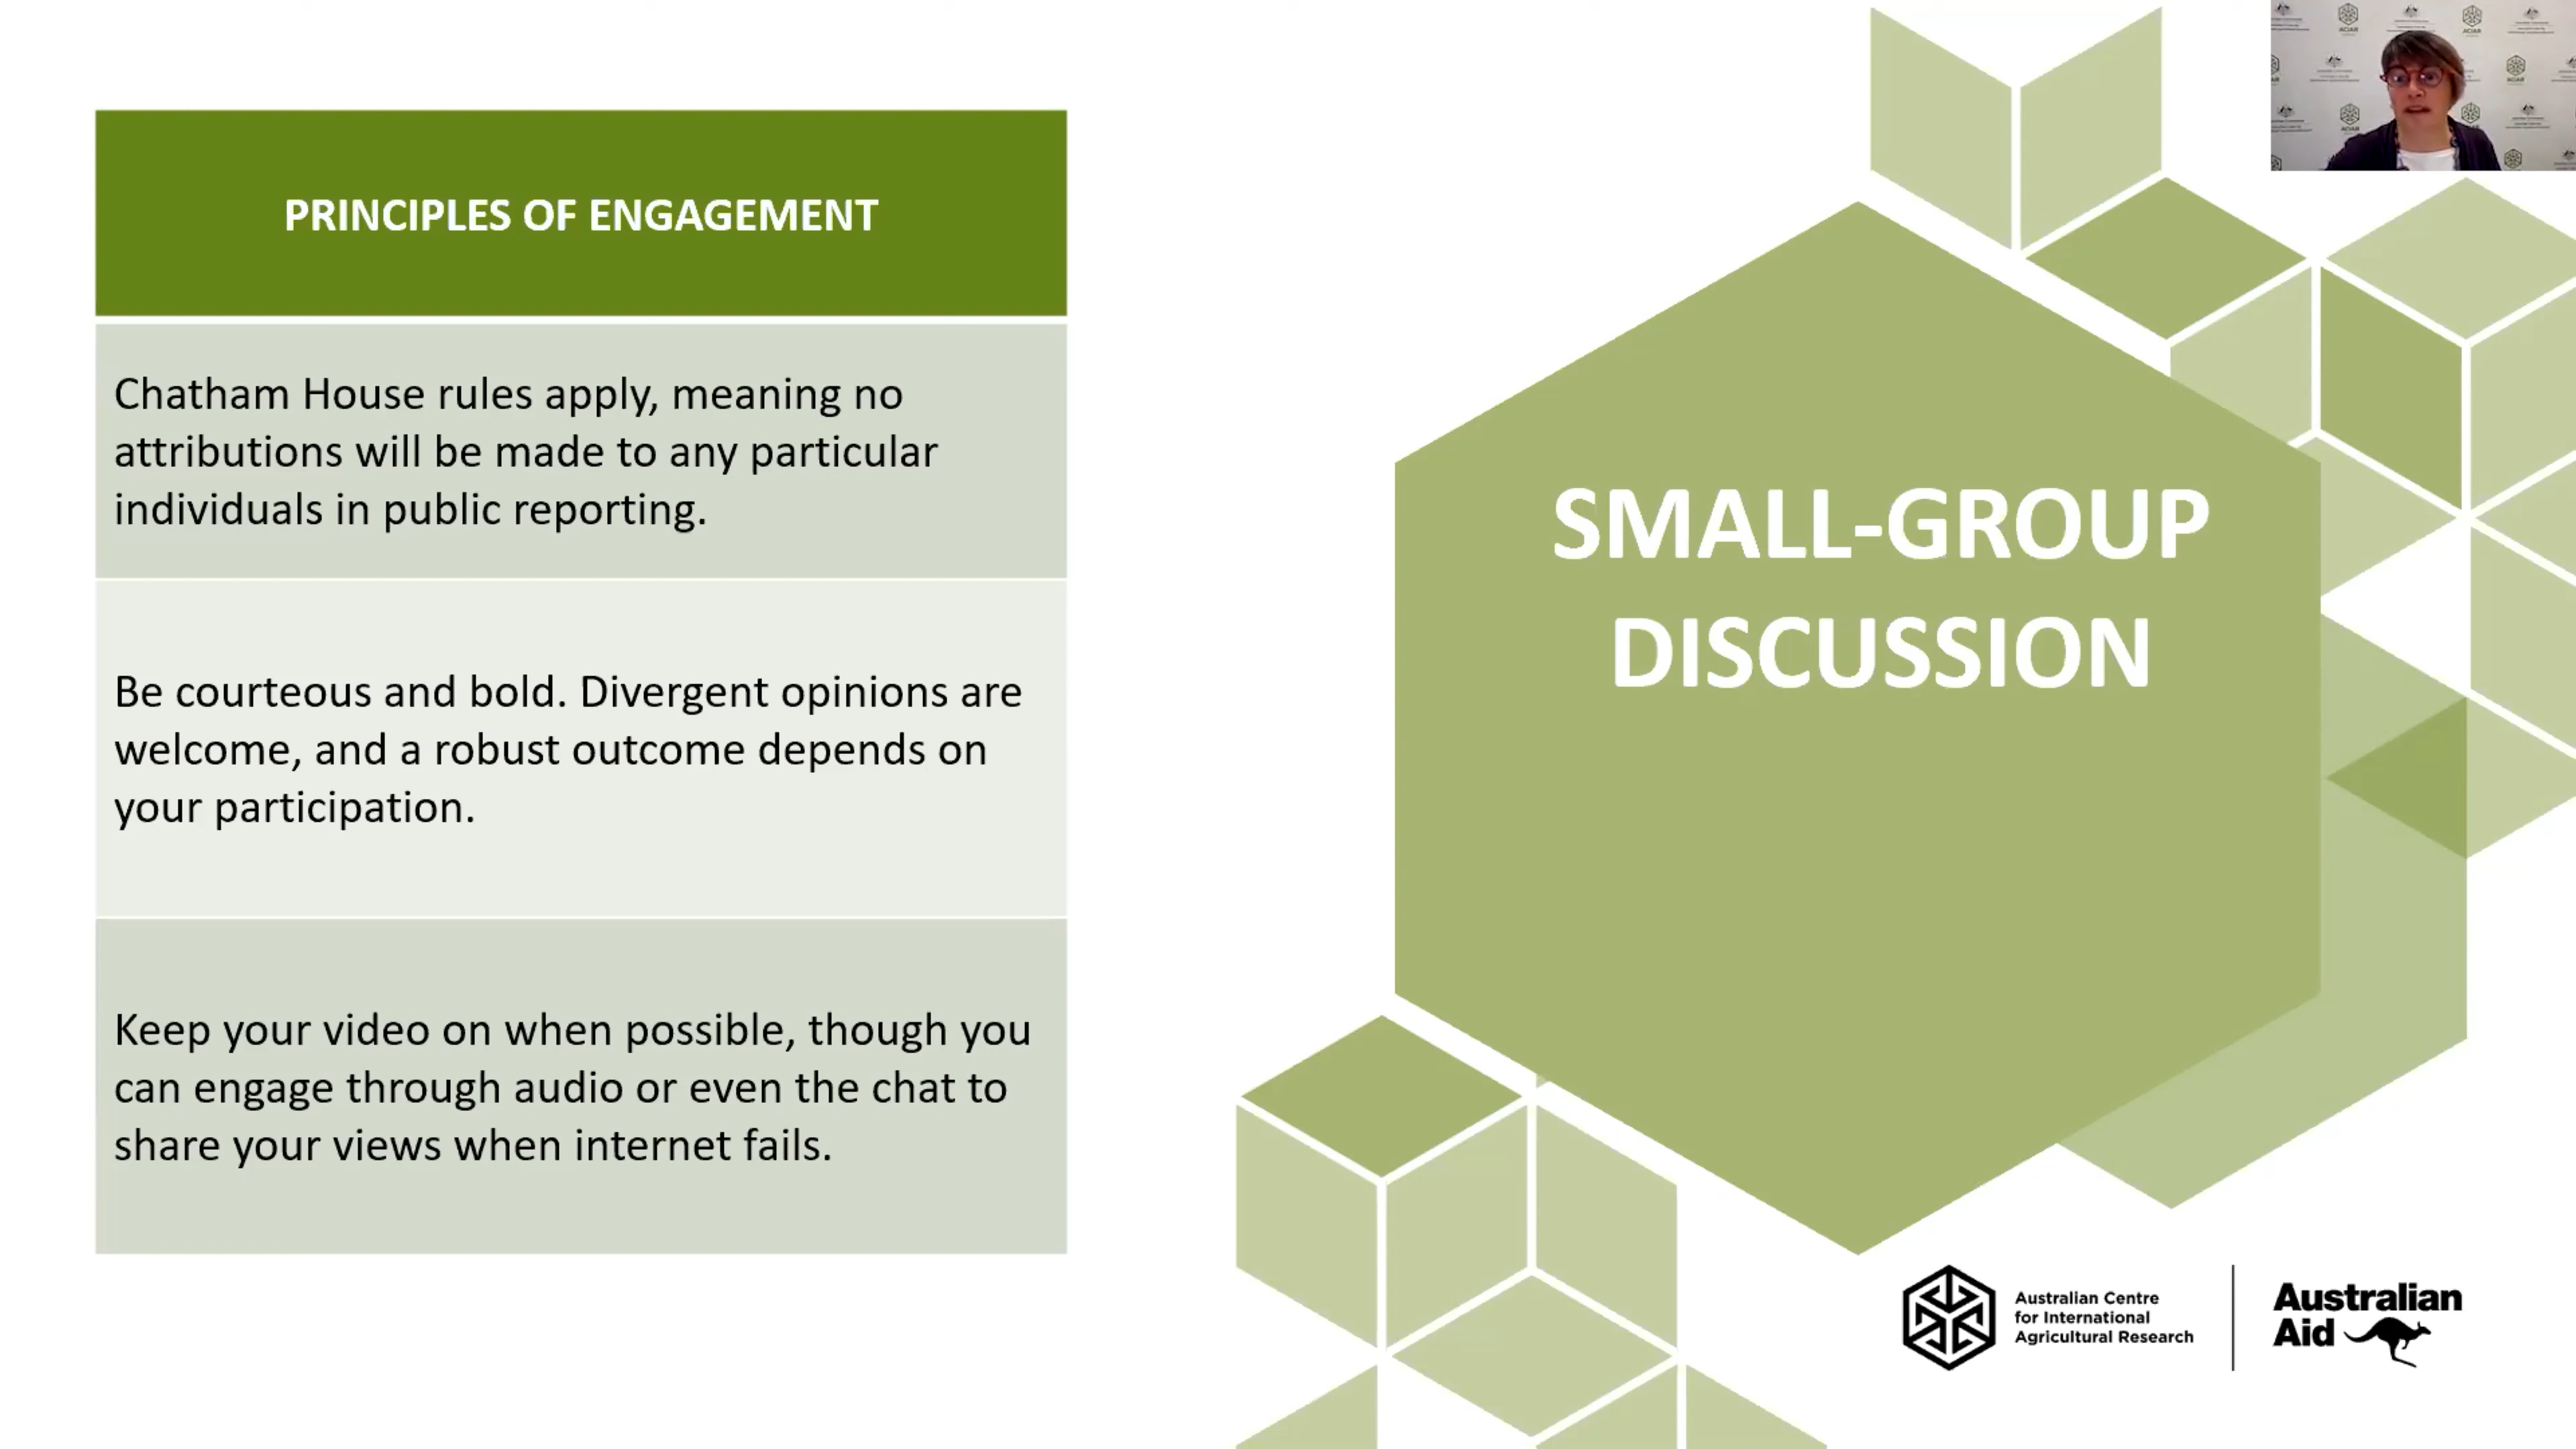 PRINCIPLES OF ENGAGEMENT
Chatham House rules apply, meaning no
attributions will be made to any particular
individuals in public reporting.
Be courteous and bold. Divergent opinions are
welcome, and a robust outcome depends on
your participation.
Keep your video on when possible, though you
can engage through audio or even the chat to
share your views when internet fails.
SMALL-GROUP
DISCUSSION
Australian Centre
for International
Agricultural Research
Australian
Aid
ACIAR
ACIAR